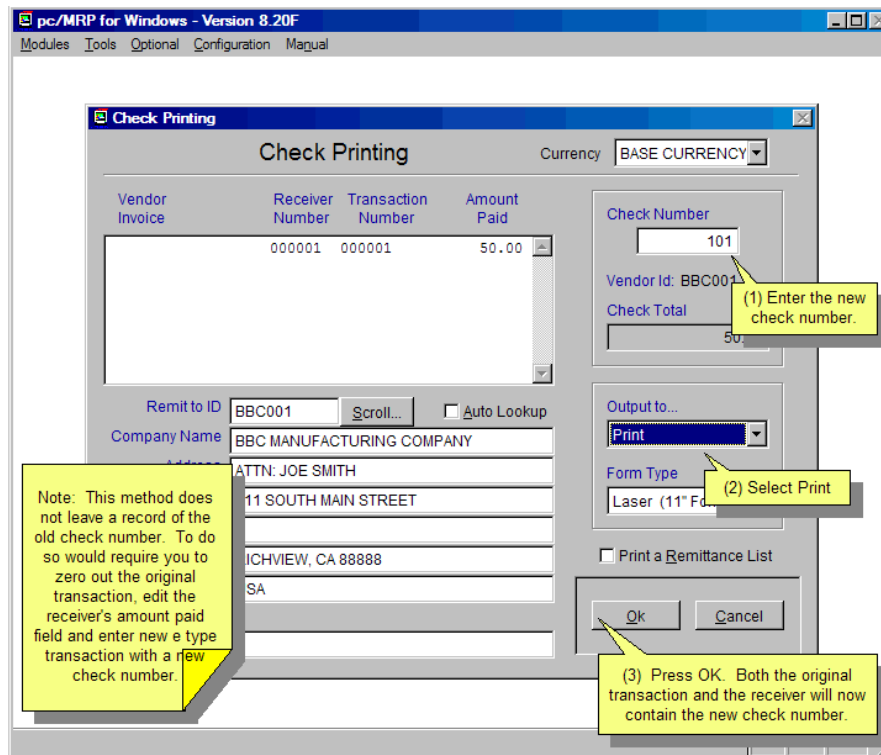 pc/MRP for Windows - Version 8.20F
Modules Tools Optional Configuration Manual
Check Printing
Check Printing
Currency BASE CURRENCY
Vendor Invoice
Receiver Number
Transaction Number
Amount Paid
000001 000001 50.00
Check Number
101
Vendor Id: BBC001
Check Total
50.
(1) Enter the new
check number.
Remit to ID BBC001 Scroll... Auto Lookup
Company Name BBC MANUFACTURING COMPANY
Address ATTN: JOE SMITH
11 SOUTH MAIN STREET
ICHVIEW, CA 88888
SA
Output to...
Print
Form Type
Laser (11" Fo
(2) Select Print
Print a Remittance List
Ok Cancel
Note: This method does
not leave a record of the
old check number. To do
so would require you to
zero out the original
transaction, edit the
receiver's amount paid
field and enter new e type
transaction with a new
check number.
(3) Press OK. Both the original
transaction and the receiver will now
contain the new check number.